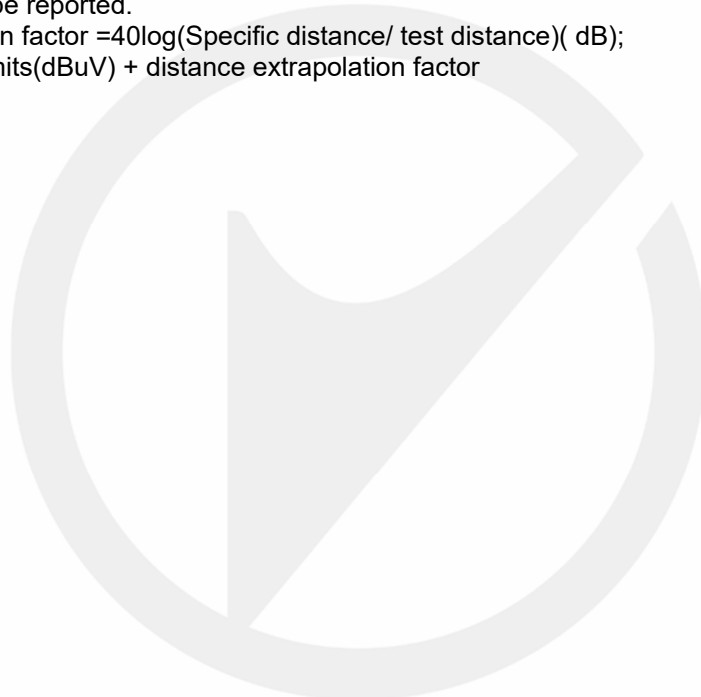 be reported.
n factor =40log(Specific distance/ test distance)( dB);
nits(dBuV) + distance extrapolation factor